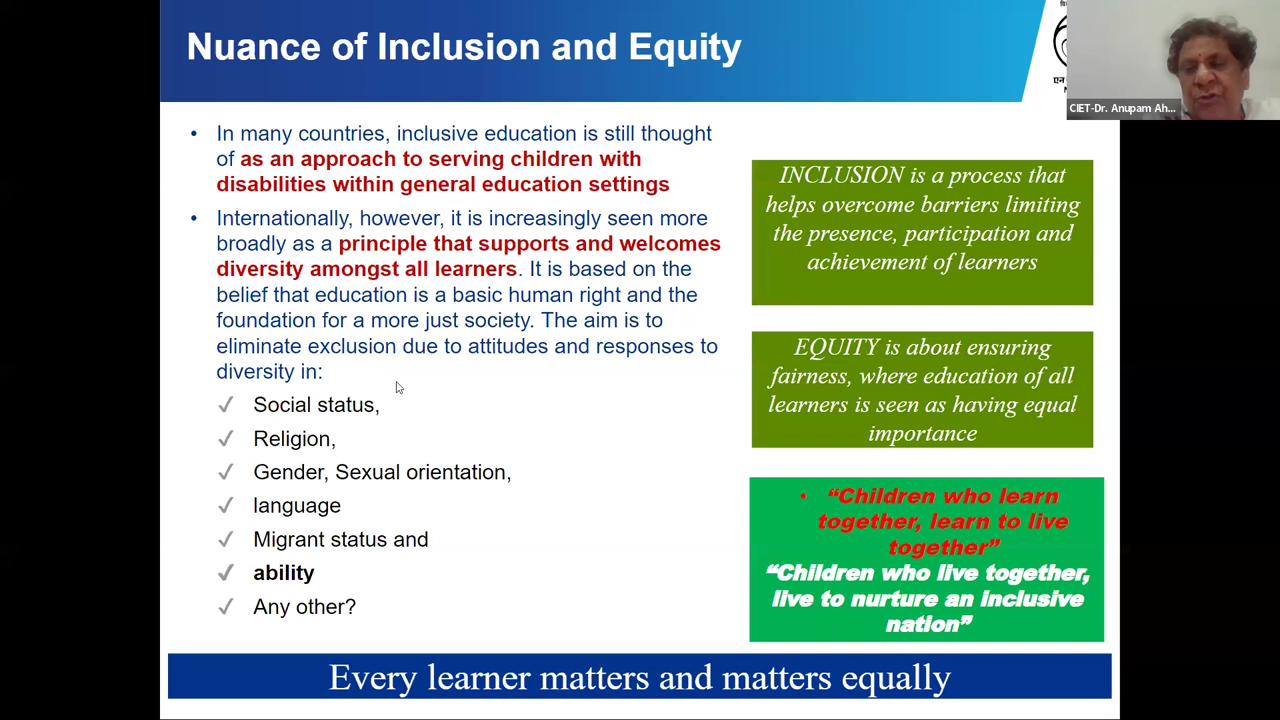 Nuance of Inclusion and Equity
CIET-Dr. Anupam Ah...
• In many countries, inclusive education is still thought
of as an approach to serving children with
disabilities within general education settings
• Internationally, however, it is increasingly seen more
broadly as a principle that supports and welcomes
diversity amongst all learners. It is based on the
belief that education is a basic human right and the
foundation for a more just society. The aim is to
eliminate exclusion due to attitudes and responses to
diversity in:
✓ Social status,
✓ Religion,
✓ Gender, Sexual orientation,
✓ language
✓ Migrant status and
✓ ability
✓ Any other?
INCLUSION is a process that
helps overcome barriers limiting
the presence, participation and
achievement of learners
EQUITY is about ensuring
fairness, where education of all
learners is seen as having equal
importance
• “Children who learn
together, learn to live
together”
“Children who live together,
live to nurture an inclusive
nation”
Every learner matters and matters equally